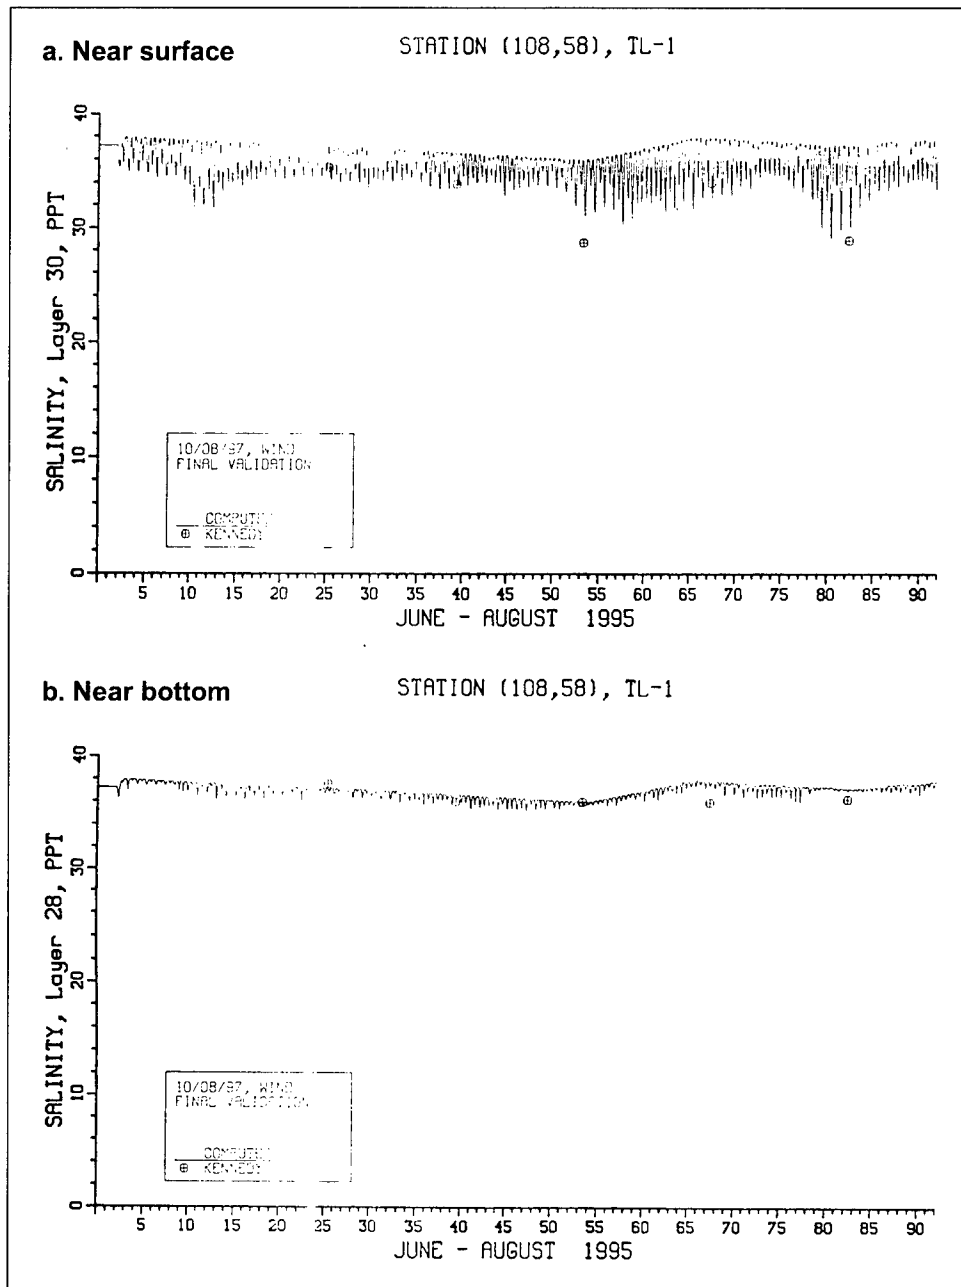 a. Near surface
STATION (108,58), TL-1
SALINITY, Layer 30, PPT
40
30
20
10
0
10/08/97, WIND
FINAL VALIDATION
COMPUTED
⊕ KENNEDY
5 10 15 20 25 30 35 40 45 50 55 60 65 70 75 80 85 90
JUNE - AUGUST 1995
b. Near bottom
STATION (108,58), TL-1
SALINITY, Layer 28, PPT
40
30
20
10
0
10/08/97, WIND
FINAL VALIDATION
COMPUTED
⊕ KENNEDY
5 10 15 20 25 30 35 40 45 50 55 60 65 70 75 80 85 90
JUNE - AUGUST 1995